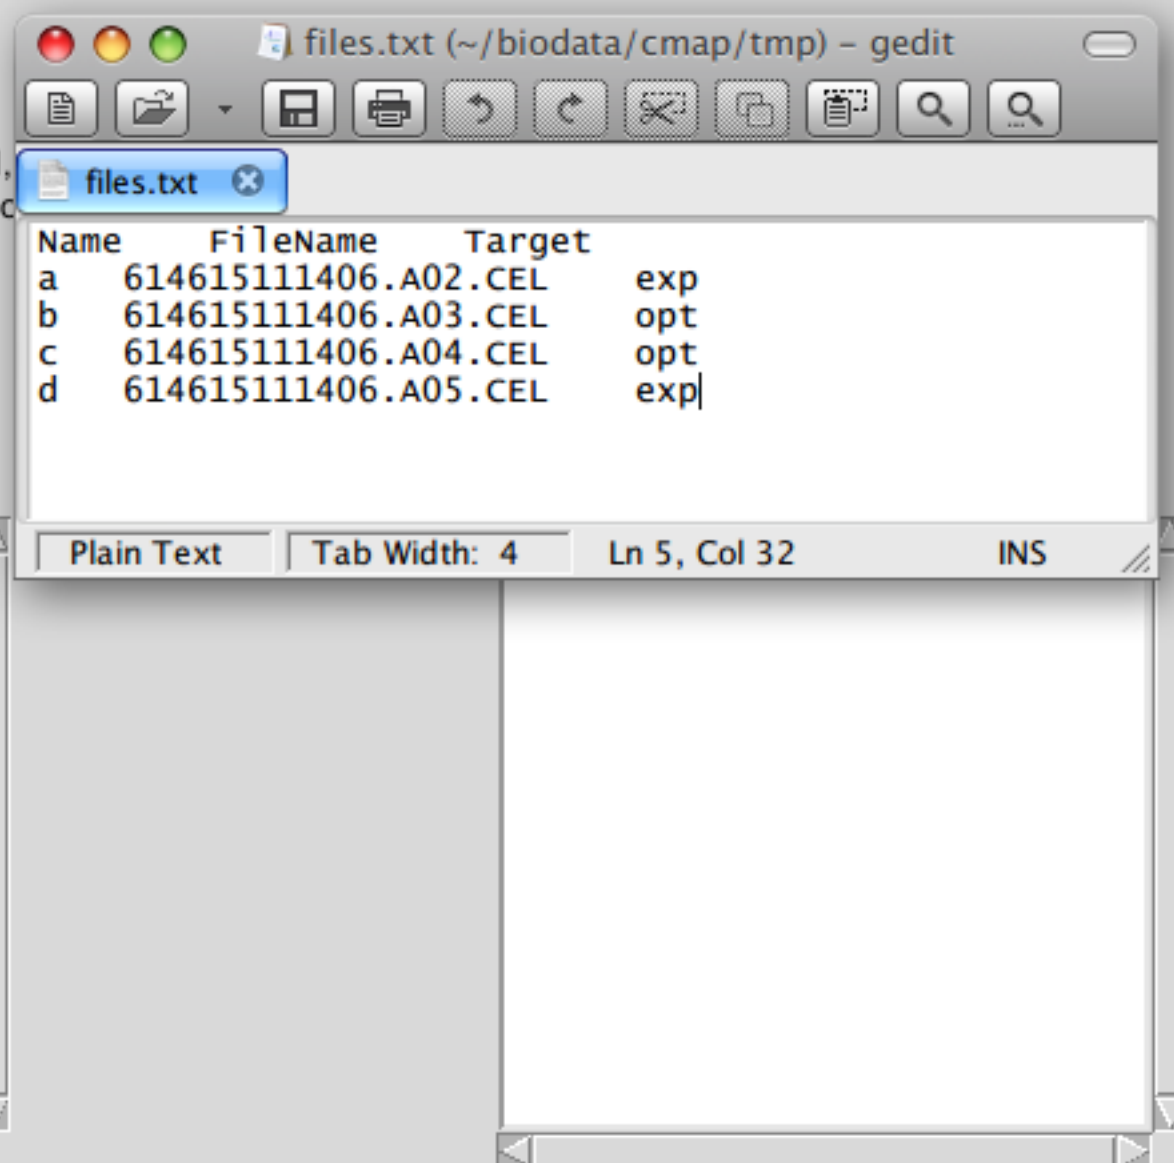 files.txt (~/biodata/cmap/tmp) – gedit
files.txt
Name    FileName    Target
a   614615111406.A02.CEL    exp
b   614615111406.A03.CEL    opt
c   614615111406.A04.CEL    opt
d   614615111406.A05.CEL    exp
Plain Text   Tab Width: 4   Ln 5, Col 32   INS